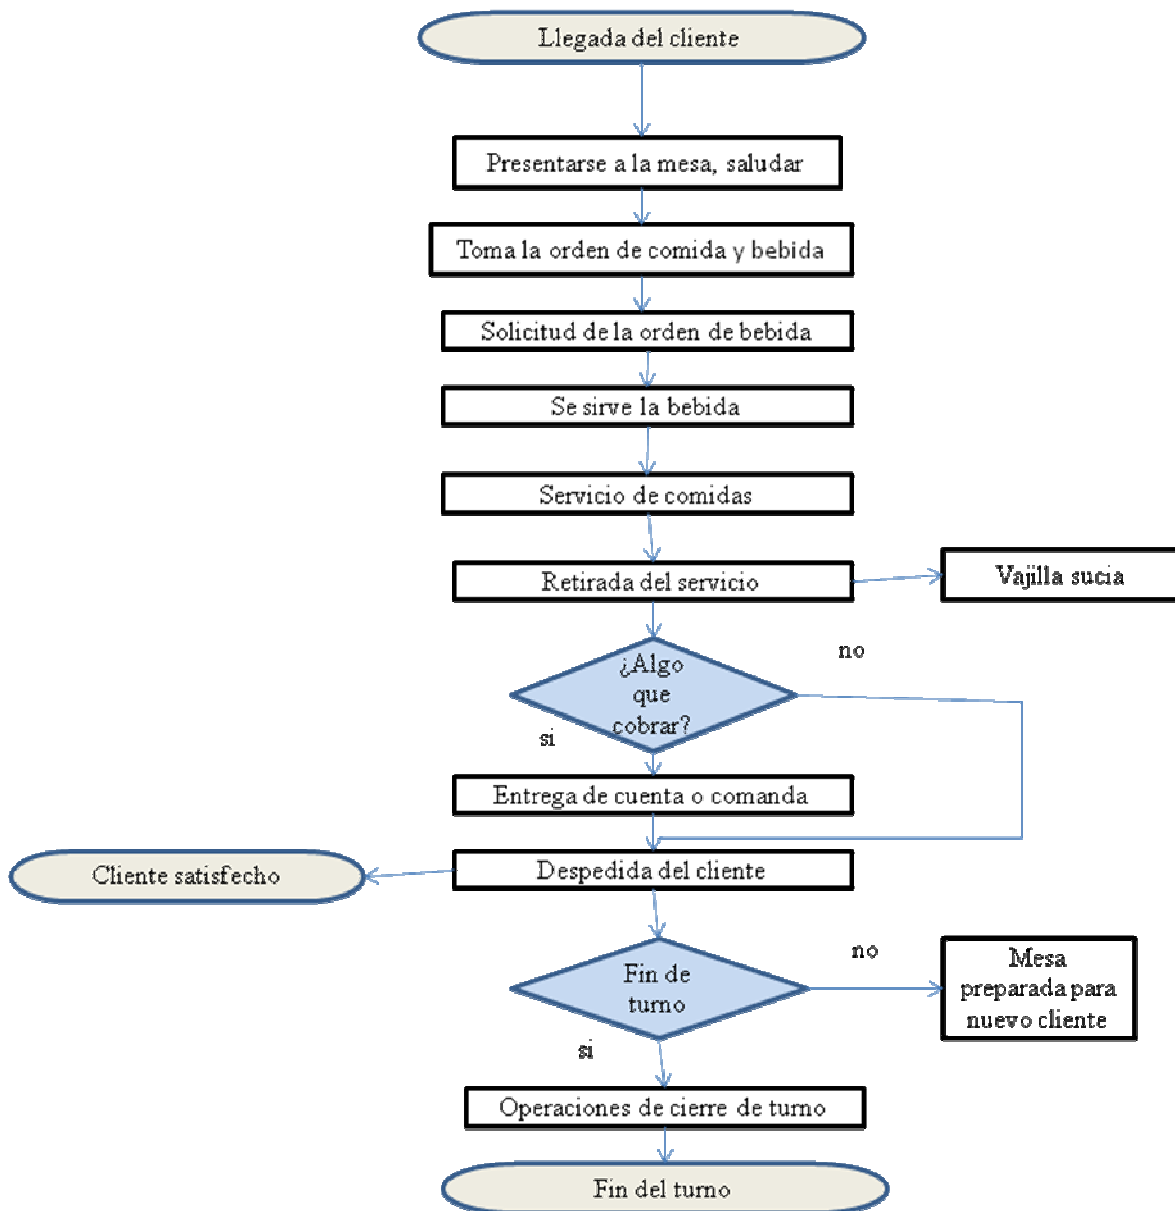 Llegada del cliente
Presentarse a la mesa, saludar
Toma la orden de comida y bebida
Solicitud de la orden de bebida
Se sirve la bebida
Servicio de comidas
Retirada del servicio
Vajilla sucia
¿Algo
que
cobrar?
no
si
Entrega de cuenta o comanda
Despedida del cliente
Cliente satisfecho
Fin de
turno
no
Mesa
preparada para
nuevo cliente
si
Operaciones de cierre de turno
Fin del turno